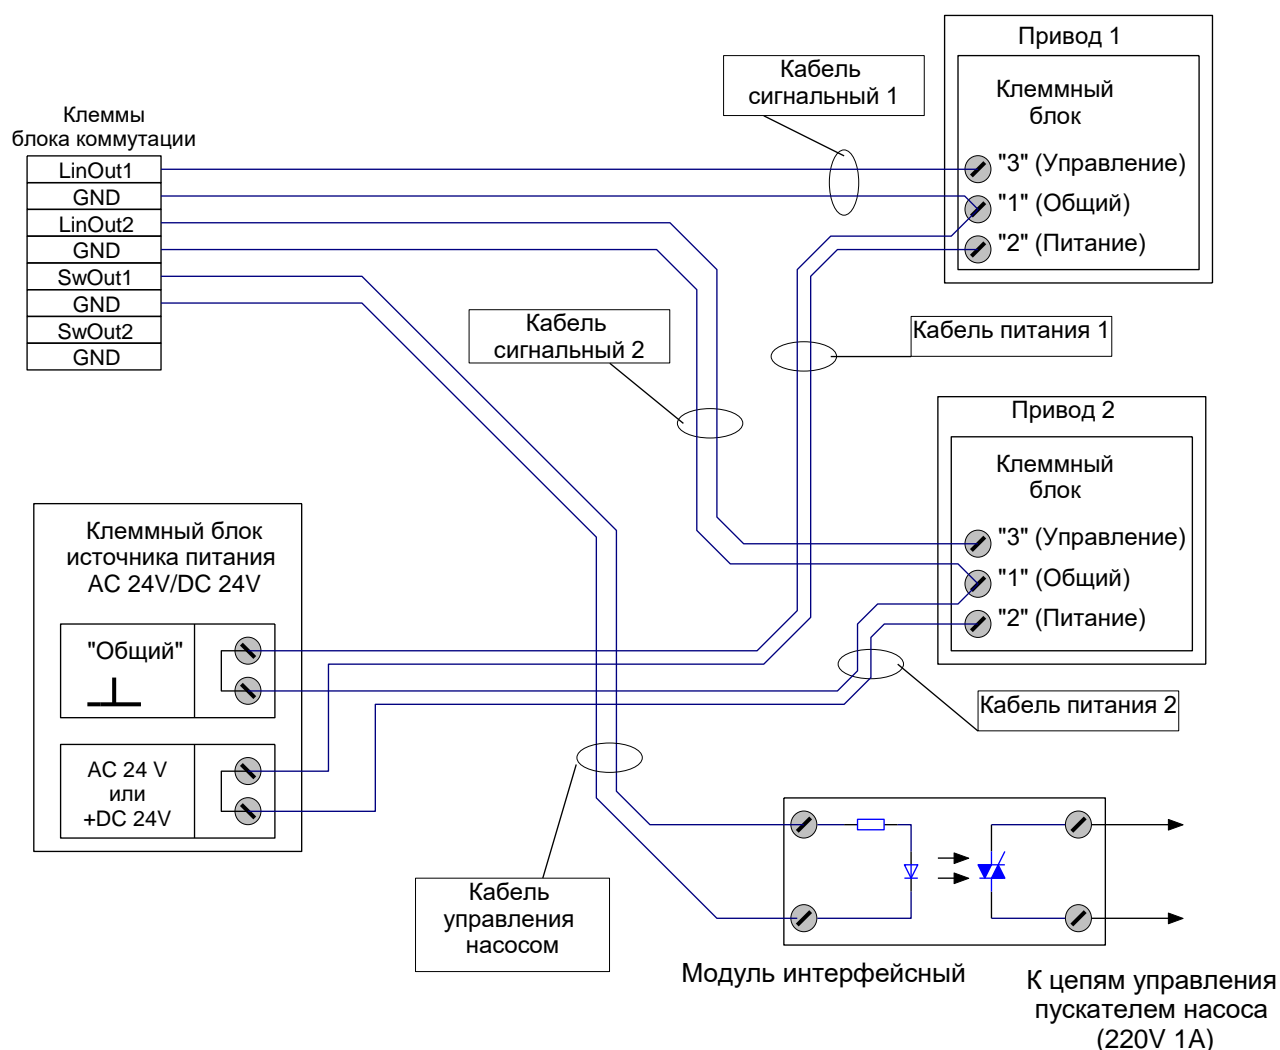 Привод 1
Клеммный
блок
"3" (Управление)
"1" (Общий)
"2" (Питание)
Кабель
сигнальный 1
Клеммы
блока коммутации
LinOut1
GND
LinOut2
GND
SwOut1
GND
SwOut2
GND
Кабель
сигнальный 2
Кабель питания 1
Привод 2
Клеммный
блок
"3" (Управление)
"1" (Общий)
"2" (Питание)
Кабель питания 2
Клеммный блок
источника питания
AC 24V/DC 24V
"Общий"
AC 24 V
или
+DC 24V
Кабель
управления
насосом
Модуль интерфейсный
К цепям управления
пускателем насоса
(220V 1A)